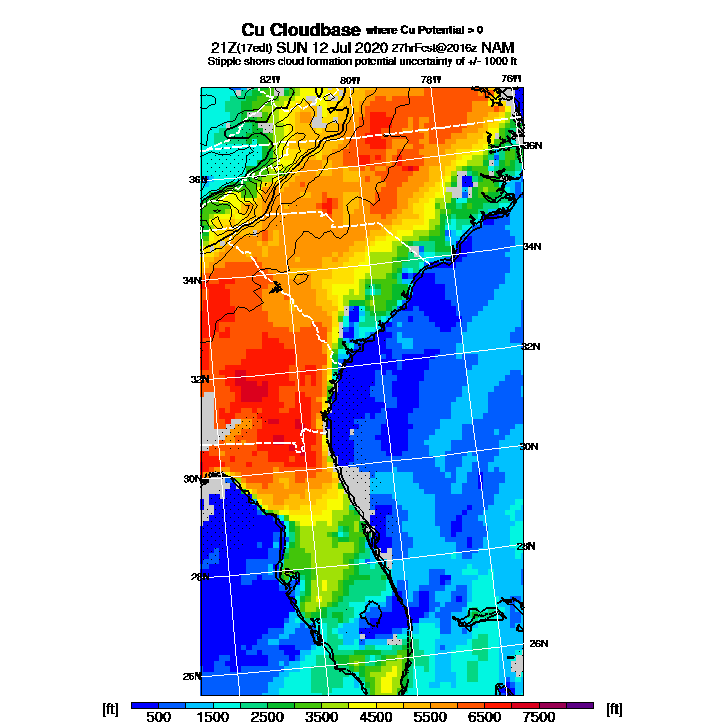 Cu Cloudbase where Cu Potential > 0
21Z(17edt) SUN 12 Jul 2020 27hrFcst@2016z NAM
Stipple shows cloud formation potential uncertainty of +/- 1000 ft
82W 80W 78W 76W
36N
36N
34N
34N
32N
32N
30N
30N
28N
28N
26N
26N
[ft] 500 1500 2500 3500 4500 5500 6500 7500 [ft]